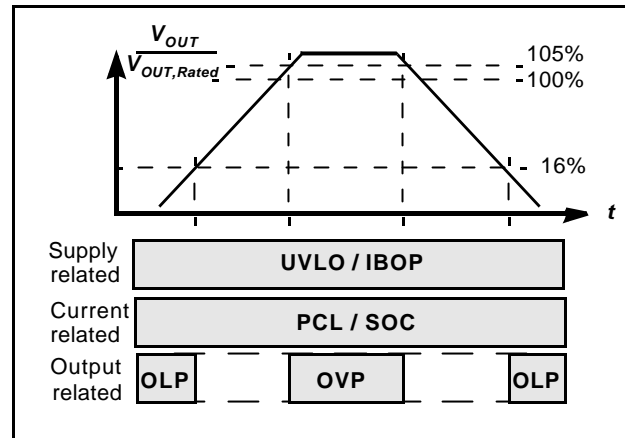 V_OUT
V_OUT,Rated
105%
100%
16%
t
Supply related
UVLO / IBOP
Current related
PCL / SOC
Output related
OLP
OVP
OLP